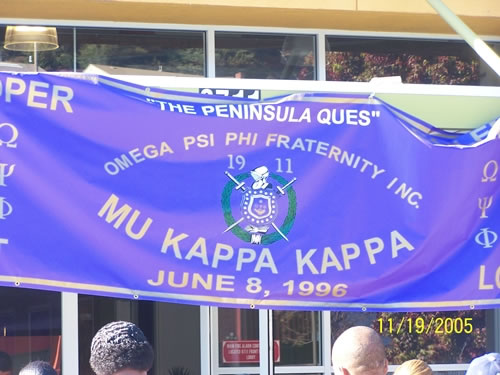 OPER
"THE PENINSULA QUES"
OMEGA PSI PHI FRATERNITY INC.
19 11
MU KAPPA KAPPA
JUNE 8, 1996
Ω
Ψ
Φ
Ω
Ψ
Φ
LO
11/19/2005